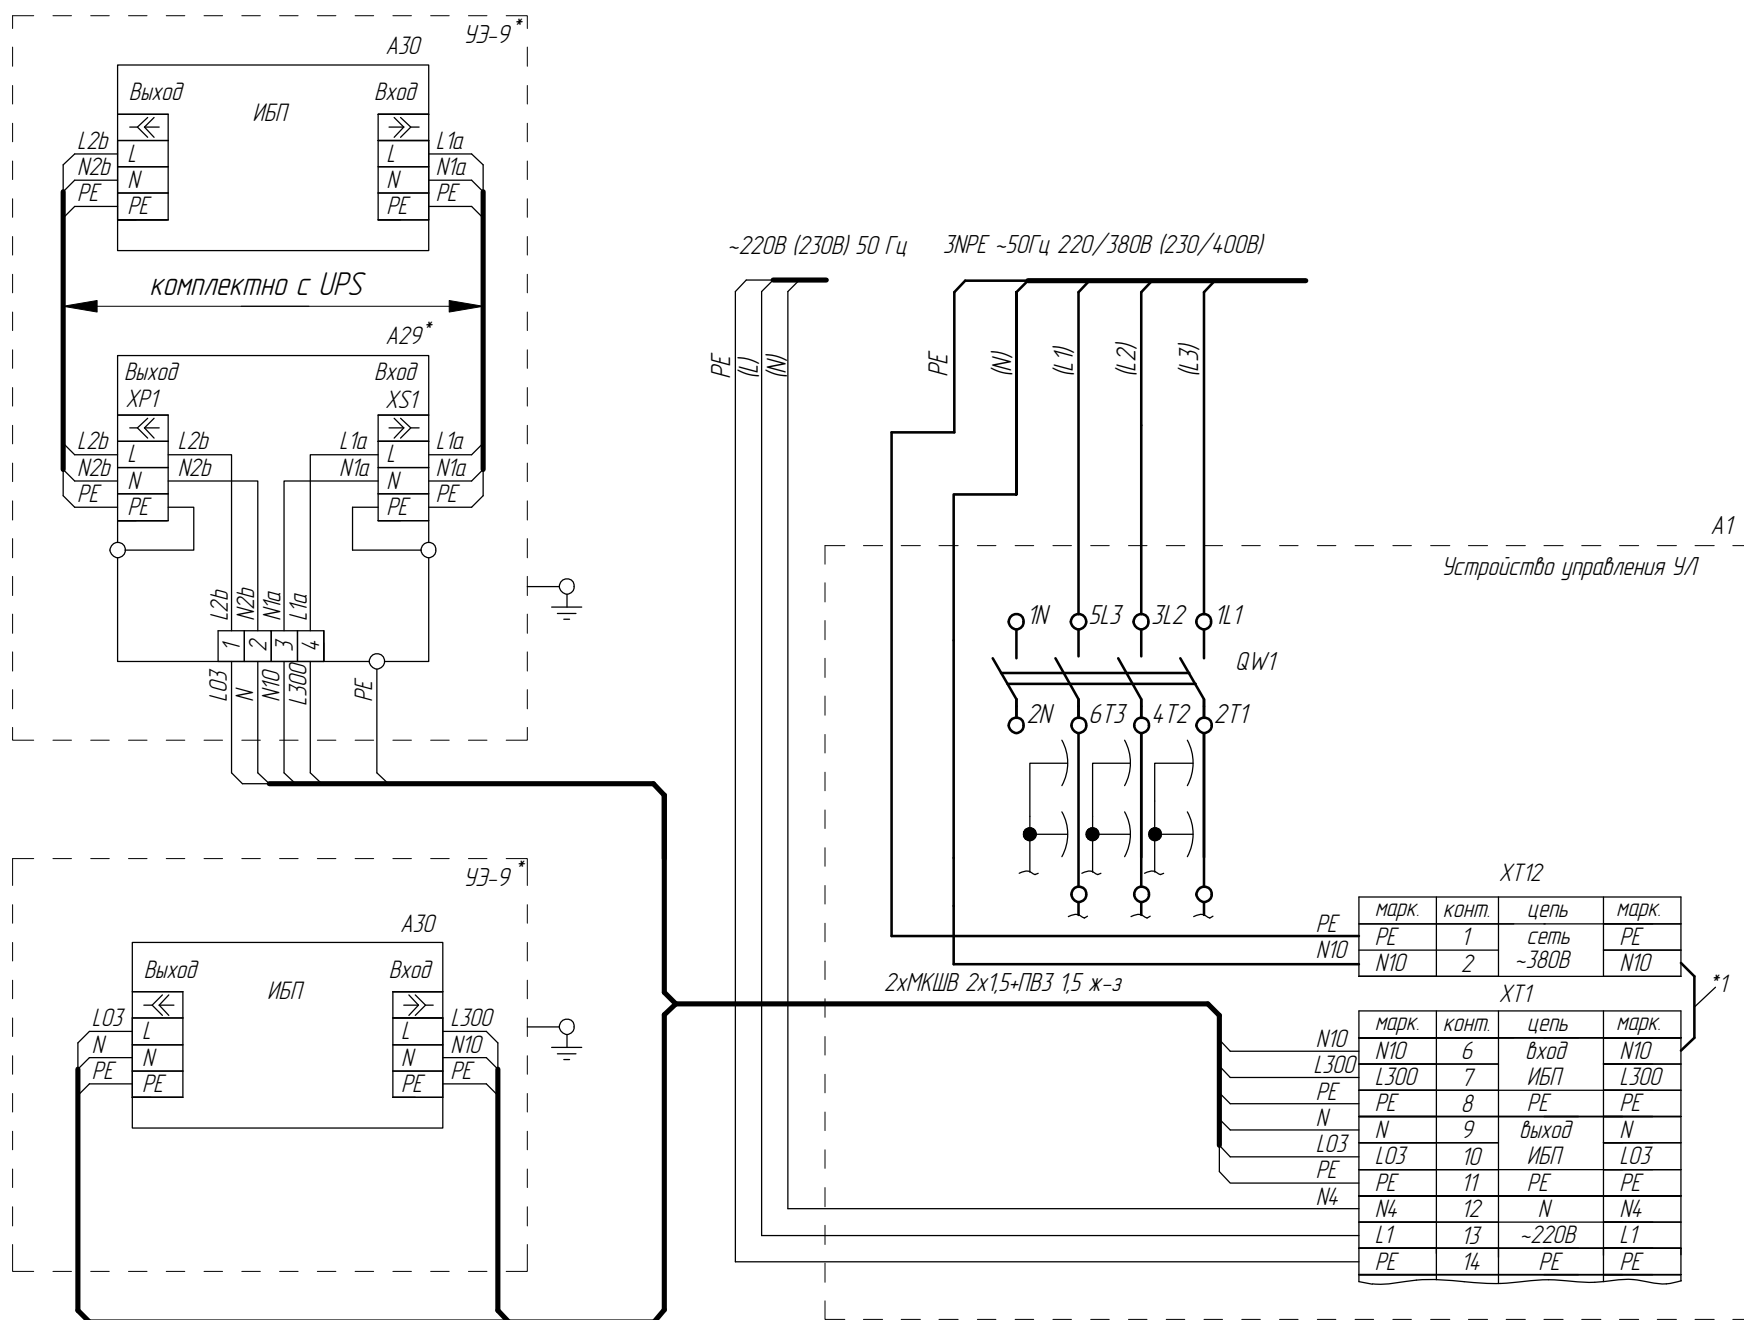 УЭ-9*
А30
Выход
ИБП
Вход
L2b
L
L
L1a
N2b
N
N
N1a
PE
PE
PE
PE
комплектно с UPS
А29*
Выход
Вход
XP1
XS1
L2b
L
L2b
L1a
L
L1a
N2b
N
N2b
N1a
N
N1a
PE
PE
PE
PE
L2b
N2b
N1a
L1a
1
2
3
4
L03
N
N10
L300
PE
УЭ-9*
А30
Выход
ИБП
Вход
L03
L
L
L300
N
N
N
N10
PE
PE
PE
PE
~220В (230В) 50 Гц
3NPE ~50Гц 220/380В (230/400В)
PE
(L)
(N)
PE
(N)
(L1)
(L2)
(L3)
А1
Устройство управления УЛ
1N
5L3
3L2
1L1
QW1
2N
6T3
4T2
2T1
2хМКШВ 2х1,5+ПВ3 1,5 ж-з
XT12
марк. конт. цепь марк.
PE PE 1 сеть PE
N10 N10 2 ~380В N10
*1
XT1
марк. конт. цепь марк.
N10 N10 6 вход N10
L300 L300 7 ИБП L300
PE PE 8 PE PE
N N 9 выход N
L03 L03 10 ИБП L03
PE PE 11 PE PE
N4 N4 12 N N4
L1 13 ~220В L1
PE 14 PE PE